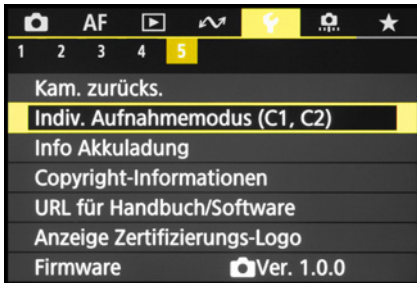 AF
1 2 3 4 5
Kam. zurücks.
Indiv. Aufnahmemodus (C1, C2)
Info Akkuladung
Copyright-Informationen
URL für Handbuch/Software
Anzeige Zertifizierungs-Logo
Firmware Ver. 1.0.0